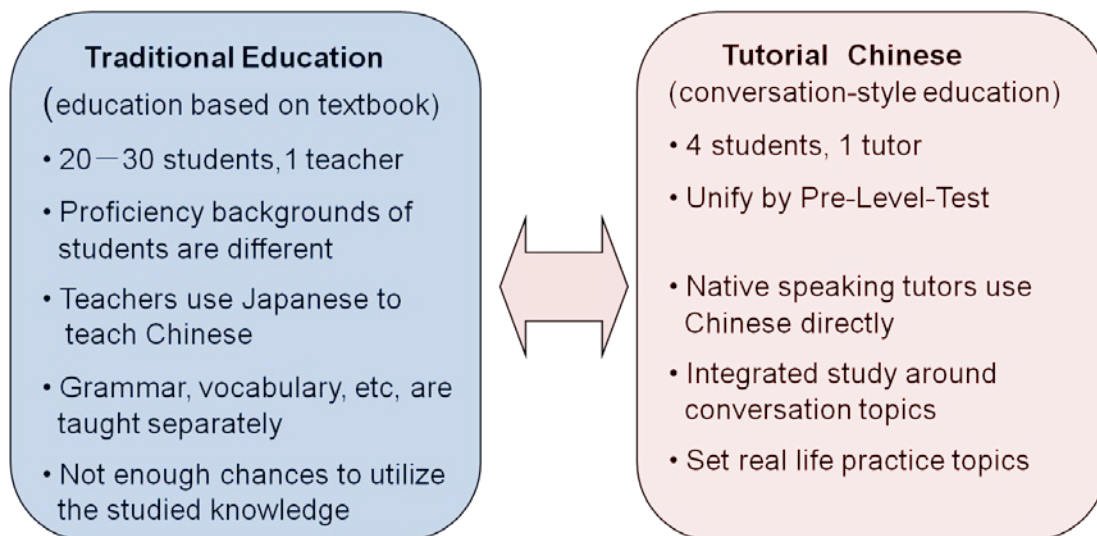 Traditional Education
(education based on textbook)
• 20－30 students, 1 teacher
• Proficiency backgrounds of
students are different
• Teachers use Japanese to
teach Chinese
• Grammar, vocabulary, etc, are
taught separately
• Not enough chances to utilize
the studied knowledge
Tutorial Chinese
(conversation-style education)
• 4 students, 1 tutor
• Unify by Pre-Level-Test
• Native speaking tutors use
Chinese directly
• Integrated study around
conversation topics
• Set real life practice topics